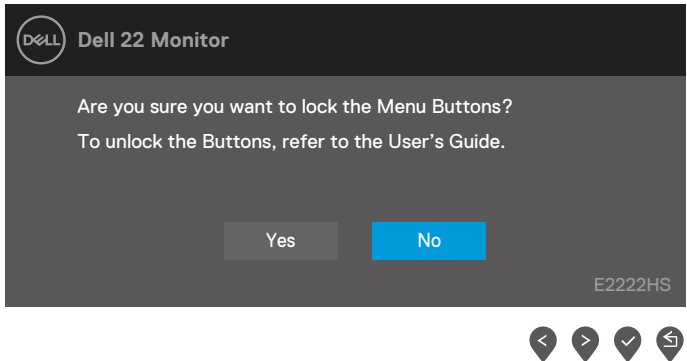 DELL
Dell 22 Monitor
Are you sure you want to lock the Menu Buttons?
To unlock the Buttons, refer to the User’s Guide.
Yes No
E2222HS